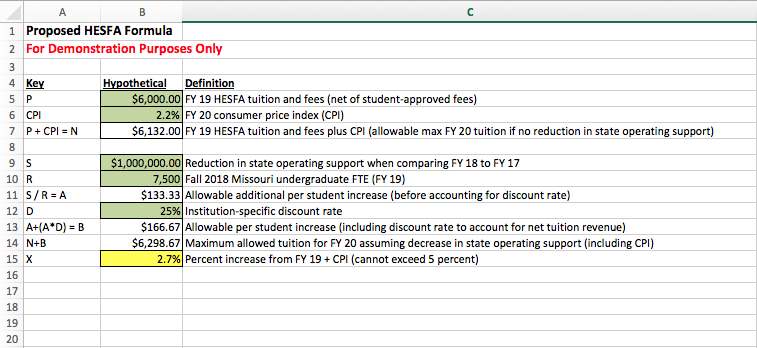 A B C
1 Proposed HESFA Formula
2 For Demonstration Purposes Only
3
4 Key Hypothetical Definition
5 P $6,000.00 FY 19 HESFA tuition and fees (net of student-approved fees)
6 CPI 2.2% FY 20 consumer price index (CPI)
7 P + CPI = N $6,132.00 FY 19 HESFA tuition and fees plus CPI (allowable max FY 20 tuition if no reduction in state operating support)
8
9 S $1,000,000.00 Reduction in state operating support when comparing FY 18 to FY 17
10 R 7,500 Fall 2018 Missouri undergraduate FTE (FY 19)
11 S / R = A $133.33 Allowable additional per student increase (before accounting for discount rate)
12 D 25% Institution-specific discount rate
13 A+(A*D) = B $166.67 Allowable per student increase (including discount rate to account for net tuition revenue)
14 N+B $6,298.67 Maximum allowed tuition for FY 20 assuming decrease in state operating support (including CPI)
15 X 2.7% Percent increase from FY 19 + CPI (cannot exceed 5 percent)
16
17
18
19
20